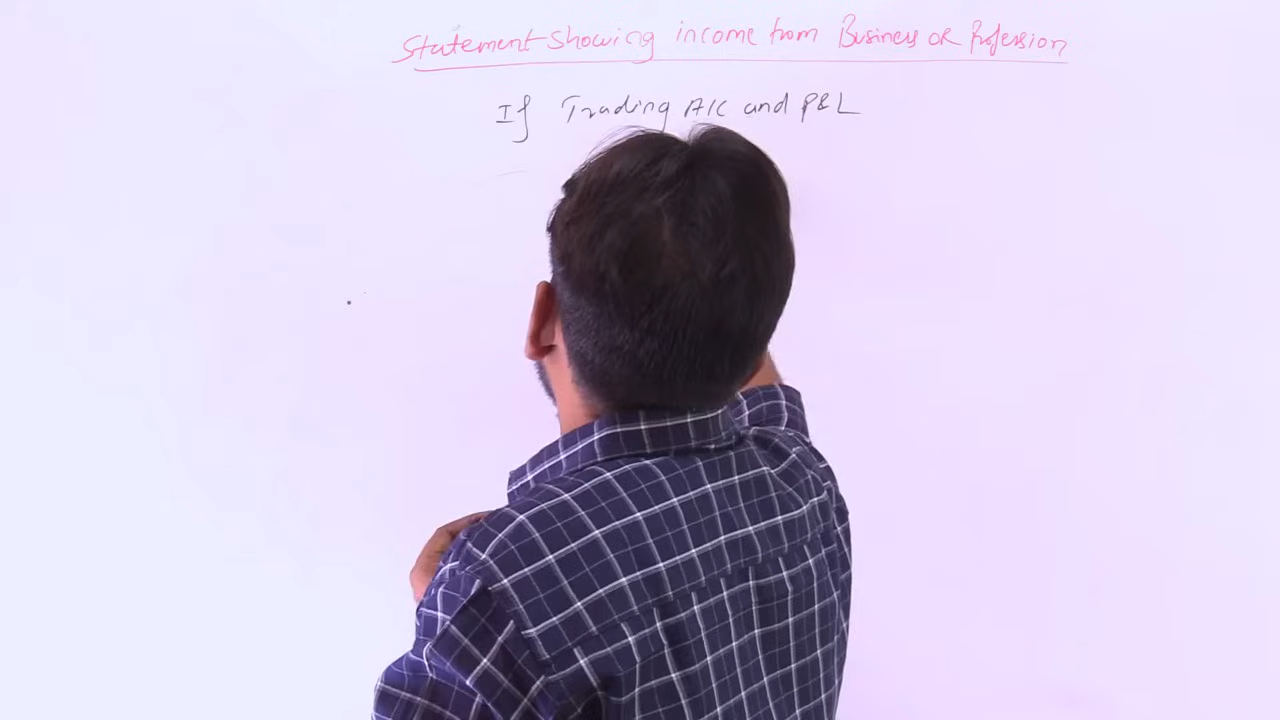 Statement showing income from Business or Profession
If Trading A/C and P&L